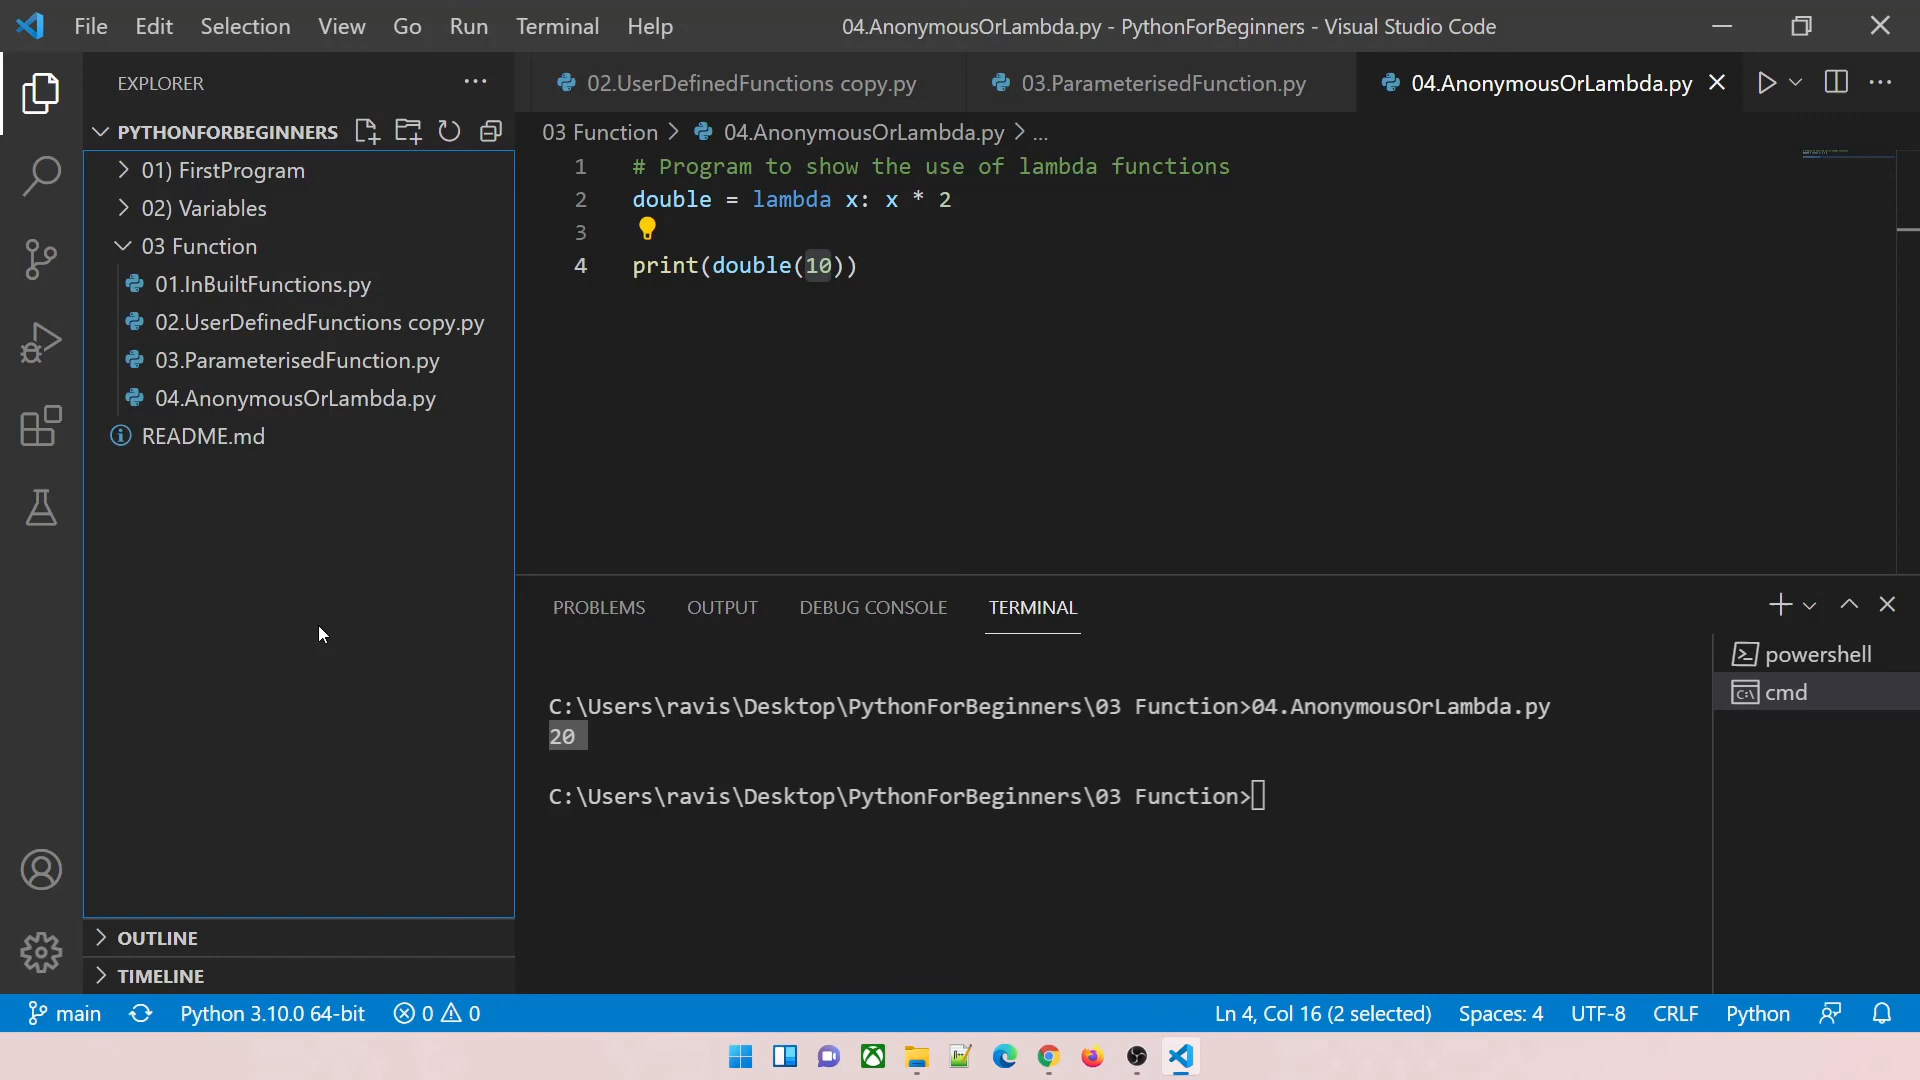 File Edit Selection View Go Run Terminal Help 04.AnonymousOrLambda.py - PythonForBeginners - Visual Studio Code
EXPLORER
PYTHONFORBEGINNERS
01) FirstProgram
02) Variables
03 Function
01.InBuiltFunctions.py
02.UserDefinedFunctions copy.py
03.ParameterisedFunction.py
04.AnonymousOrLambda.py
README.md
OUTLINE
TIMELINE
02.UserDefinedFunctions copy.py 03.ParameterisedFunction.py 04.AnonymousOrLambda.py
03 Function > 04.AnonymousOrLambda.py > ...
1 # Program to show the use of lambda functions
2 double = lambda x: x * 2
3
4 print(double(10))
PROBLEMS OUTPUT DEBUG CONSOLE TERMINAL
C:\Users\ravis\Desktop\PythonForBeginners\03 Function>04.AnonymousOrLambda.py
20
C:\Users\ravis\Desktop\PythonForBeginners\03 Function>
powershell
cmd
main Python 3.10.0 64-bit 0 0 Ln 4, Col 16 (2 selected) Spaces: 4 UTF-8 CRLF Python